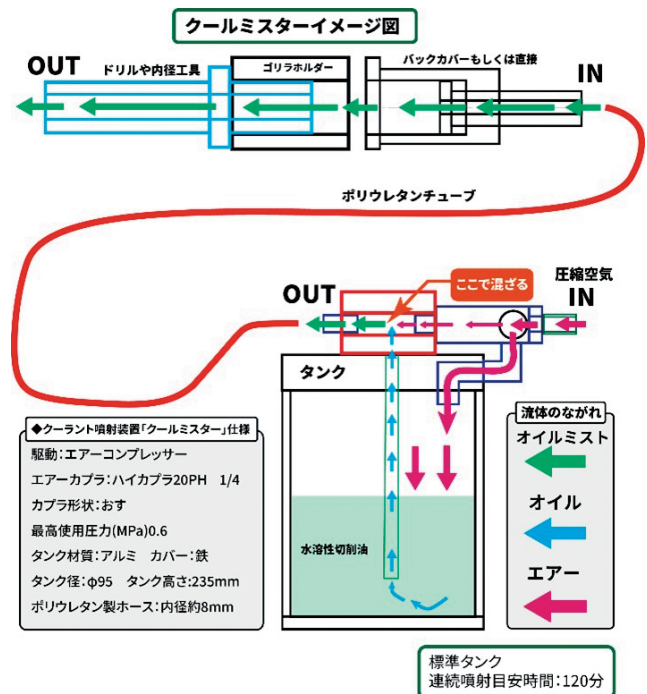 クールミスターイメージ図
OUT
ドリルや内径工具
ゴリラホルダー
バックカバーもしくは直接
IN
ポリウレタンチューブ
OUT
ここで混ざる
圧縮空気
IN
タンク
水溶性切削油
◆クーラント噴射装置「クールミスター」仕様
駆動：エアーコンプレッサー
エアーカプラ：ハイカプラ20PH 1/4
カプラ形状：おす
最高使用圧力(MPa)0.6
タンク材質：アルミ カバー：鉄
タンク径：φ95 タンク高さ：235mm
ポリウレタン製ホース：内径約8mm
流体のながれ
オイルミスト
オイル
エアー
標準タンク
連続噴射目安時間：120分